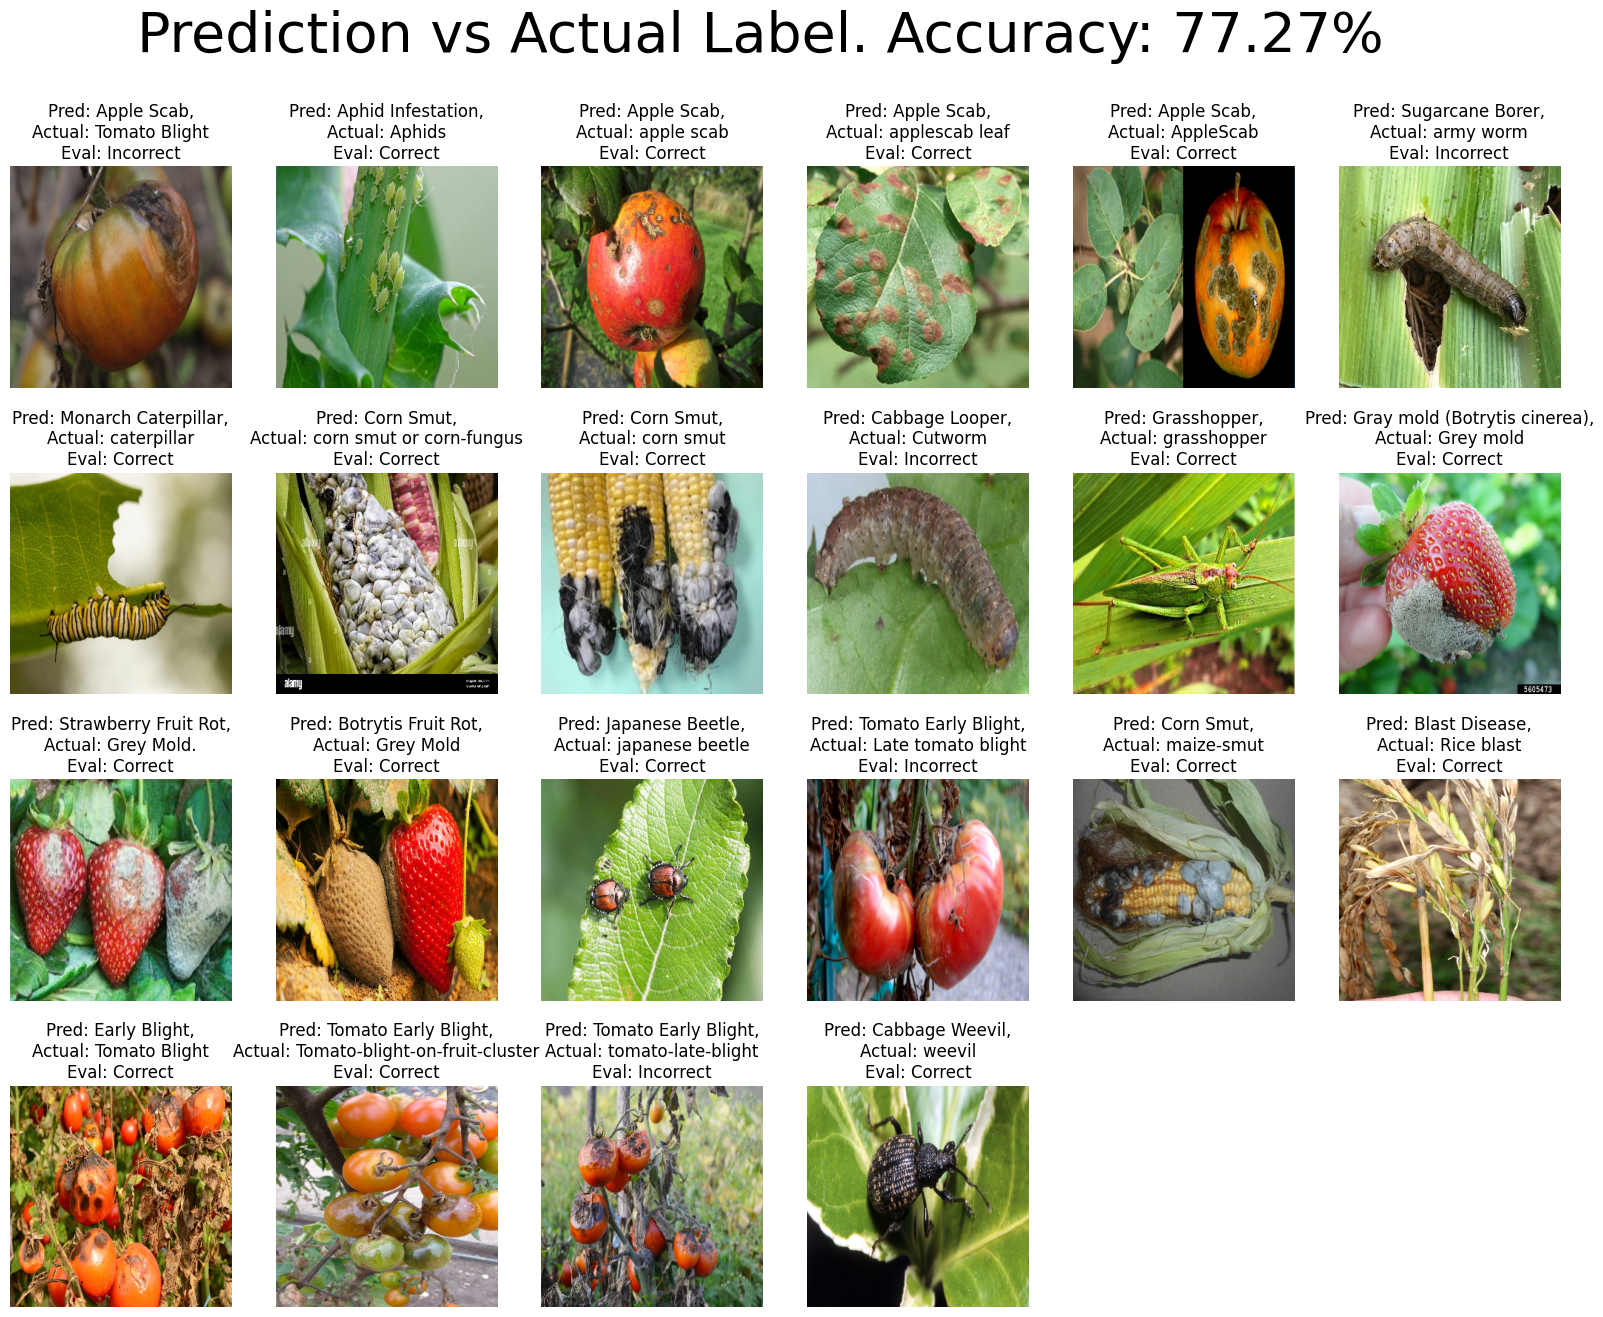 Prediction vs Actual Label. Accuracy: 77.27%
Pred: Apple Scab,
Actual: Tomato Blight
Eval: Incorrect
Pred: Aphid Infestation,
Actual: Aphids
Eval: Correct
Pred: Apple Scab,
Actual: apple scab
Eval: Correct
Pred: Apple Scab,
Actual: applescab leaf
Eval: Correct
Pred: Apple Scab,
Actual: AppleScab
Eval: Correct
Pred: Sugarcane Borer,
Actual: army worm
Eval: Incorrect
Pred: Monarch Caterpillar,
Actual: caterpillar
Eval: Correct
Pred: Corn Smut,
Actual: corn smut or corn-fungus
Eval: Correct
alamy
alamy
Pred: Corn Smut,
Actual: corn smut
Eval: Correct
Pred: Cabbage Looper,
Actual: Cutworm
Eval: Incorrect
Pred: Grasshopper,
Actual: grasshopper
Eval: Correct
Pred: Gray mold (Botrytis cinerea),
Actual: Grey mold
Eval: Correct
5605473
Pred: Strawberry Fruit Rot,
Actual: Grey Mold.
Eval: Correct
Pred: Botrytis Fruit Rot,
Actual: Grey Mold
Eval: Correct
Pred: Japanese Beetle,
Actual: japanese beetle
Eval: Correct
Pred: Tomato Early Blight,
Actual: Late tomato blight
Eval: Incorrect
Pred: Corn Smut,
Actual: maize-smut
Eval: Correct
Pred: Blast Disease,
Actual: Rice blast
Eval: Correct
Pred: Early Blight,
Actual: Tomato Blight
Eval: Correct
Pred: Tomato Early Blight,
Actual: Tomato-blight-on-fruit-cluster
Eval: Correct
Pred: Tomato Early Blight,
Actual: tomato-late-blight
Eval: Incorrect
Pred: Cabbage Weevil,
Actual: weevil
Eval: Correct